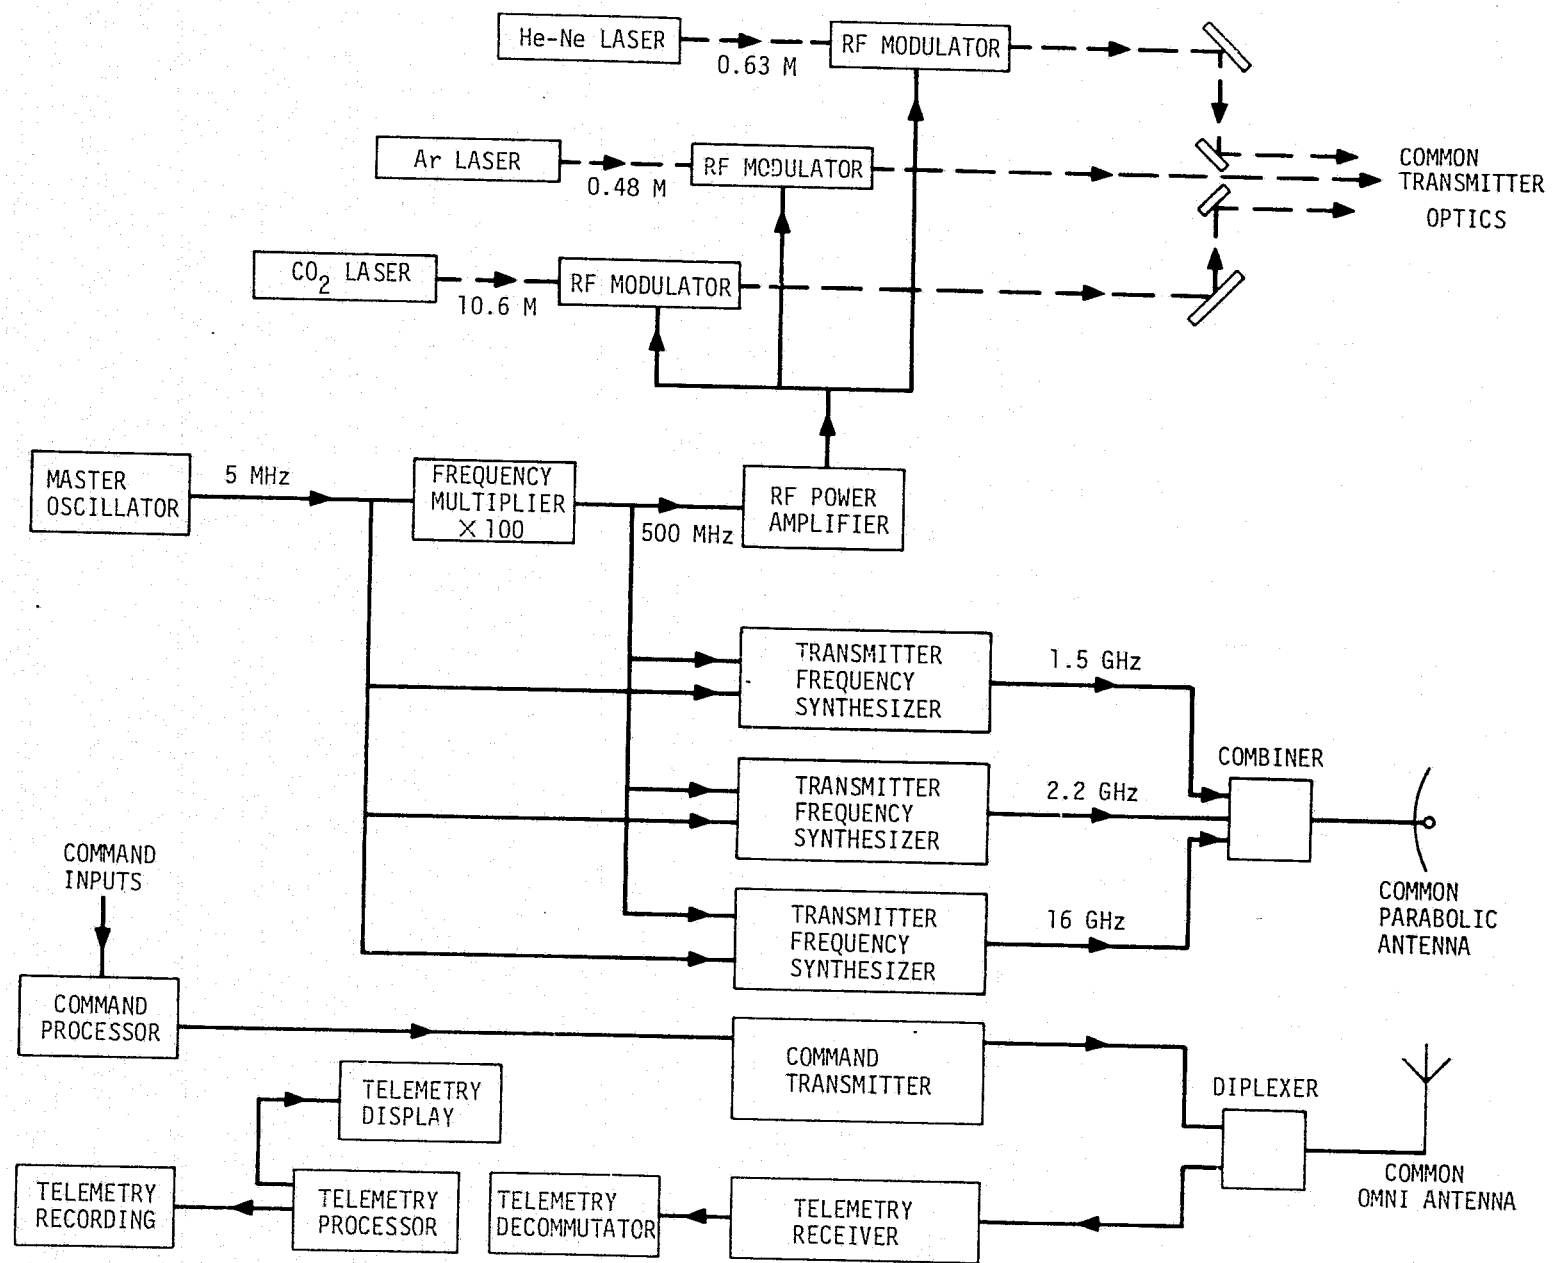 He-Ne LASER
0.63 M
RF MODULATOR
Ar LASER
0.48 M
RF MODULATOR
COMMON
TRANSMITTER
OPTICS
CO2 LASER
10.6 M
RF MODULATOR
MASTER
OSCILLATOR
5 MHz
FREQUENCY
MULTIPLIER
×100
500 MHz
RF POWER
AMPLIFIER
TRANSMITTER
FREQUENCY
SYNTHESIZER
1.5 GHz
TRANSMITTER
FREQUENCY
SYNTHESIZER
2.2 GHz
COMBINER
TRANSMITTER
FREQUENCY
SYNTHESIZER
16 GHz
COMMON
PARABOLIC
ANTENNA
COMMAND
INPUTS
COMMAND
PROCESSOR
COMMAND
TRANSMITTER
DIPLEXER
COMMON
OMNI ANTENNA
TELEMETRY
DISPLAY
TELEMETRY
RECORDING
TELEMETRY
PROCESSOR
TELEMETRY
DECOMMUTATOR
TELEMETRY
RECEIVER